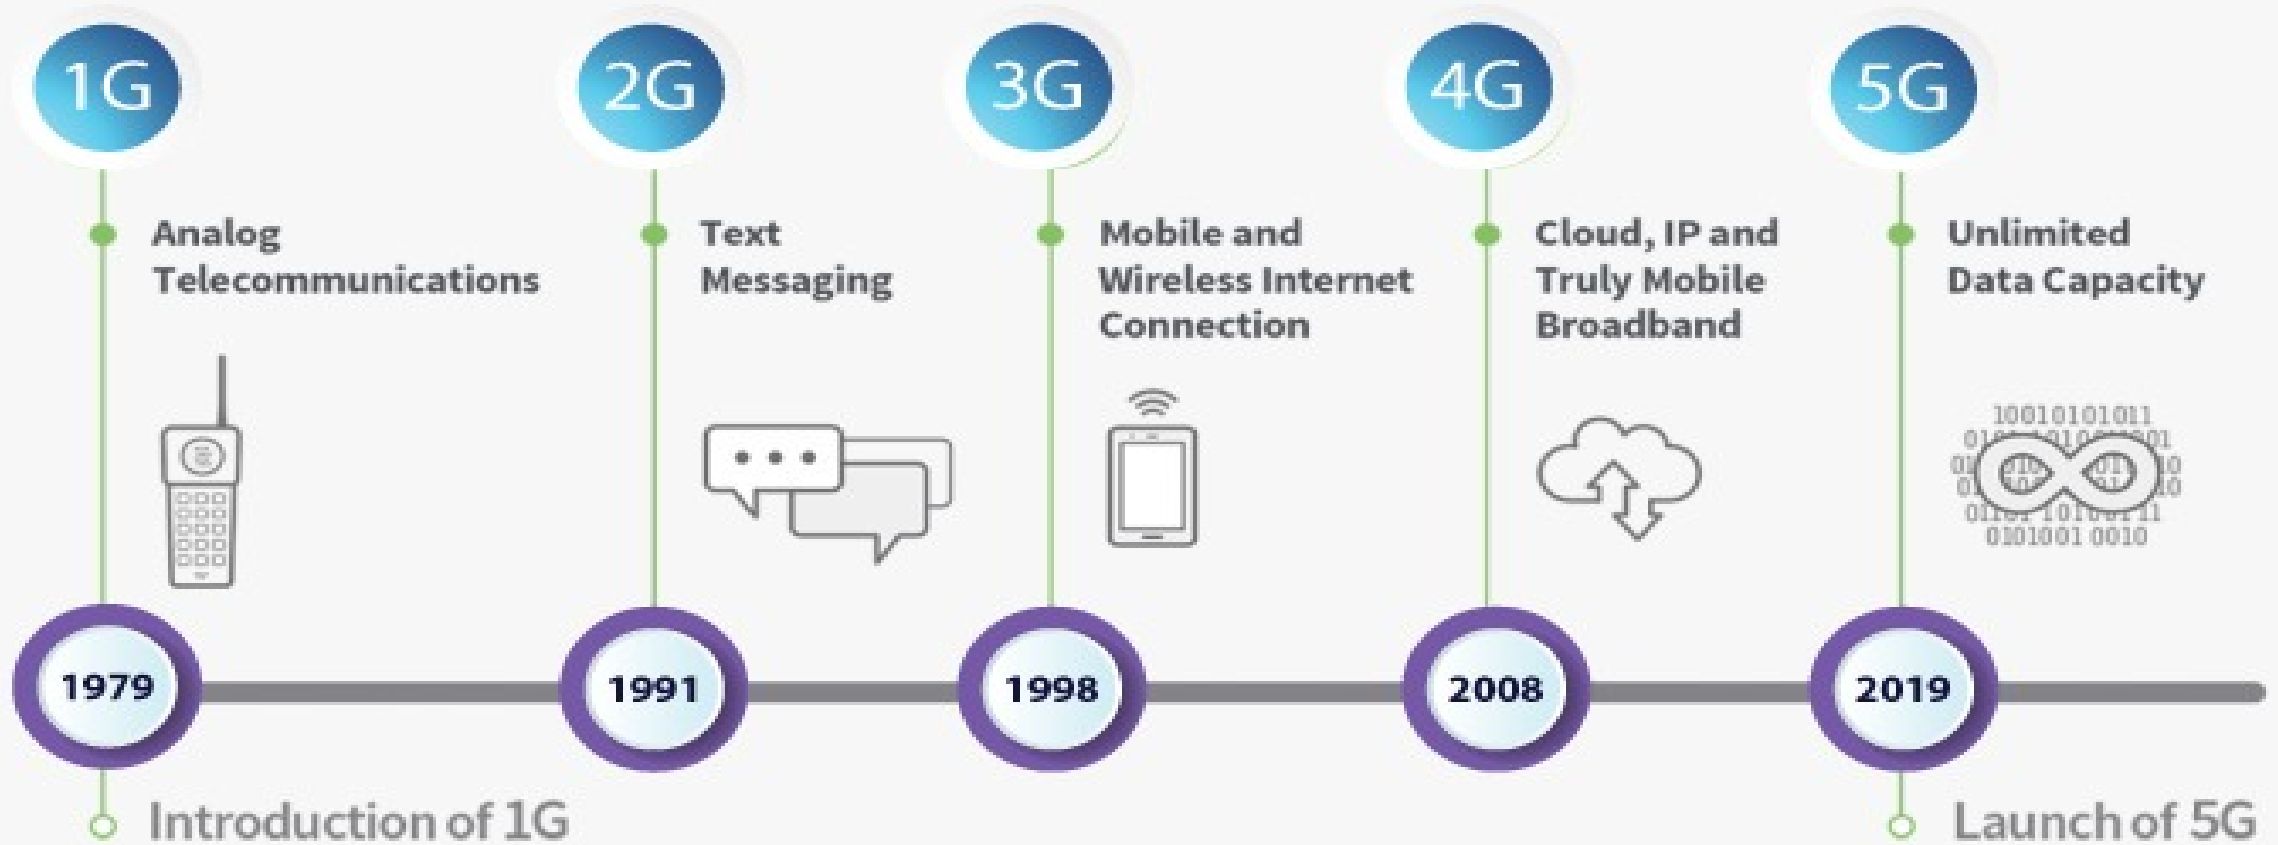 1G
2G
3G
4G
5G
Analog
Telecommunications
Text
Messaging
Mobile and
Wireless Internet
Connection
Cloud, IP and
Truly Mobile
Broadband
Unlimited
Data Capacity
10010101011
0101001 0010
1979
1991
1998
2008
2019
Introduction of 1G
Launch of 5G